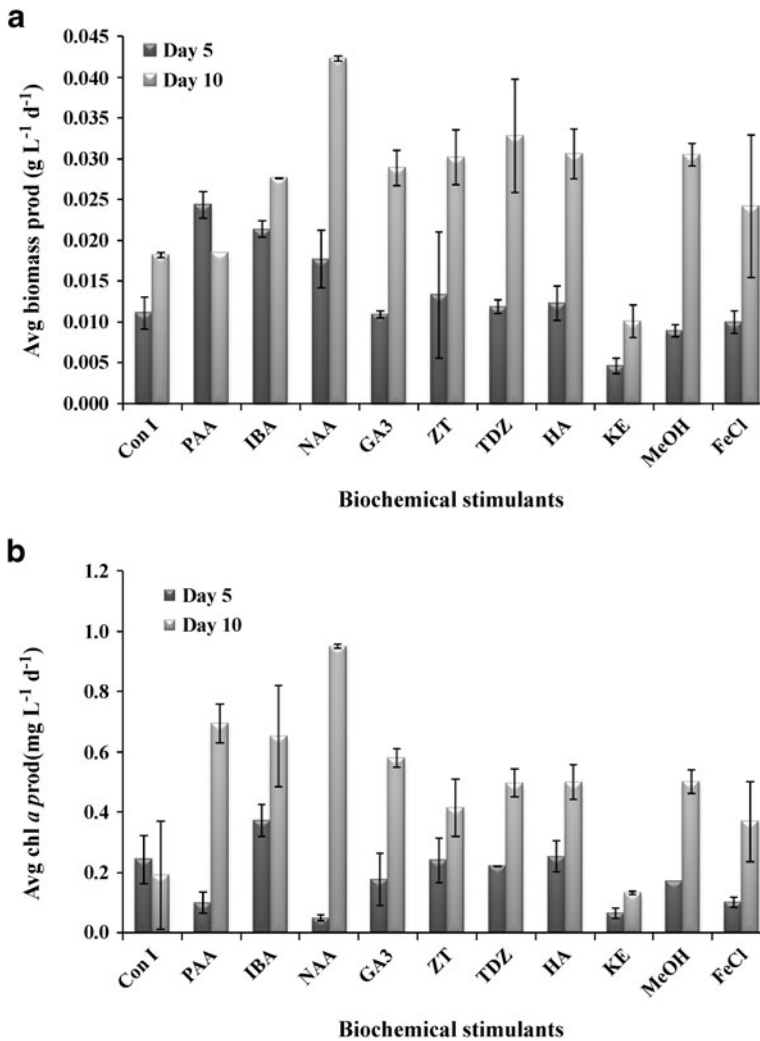 a
Avg biomass prod (g L⁻¹ d⁻¹)
0.045
0.040
0.035
0.030
0.025
0.020
0.015
0.010
0.005
0.000
Day 5
Day 10
Con I PAA IBA NAA GA3 ZT TDZ HA KE MeOH FeCl
Biochemical stimulants
b
Avg chl a prod(mg L⁻¹ d⁻¹)
1.2
1.0
0.8
0.6
0.4
0.2
0.0
Day 5
Day 10
Con I PAA IBA NAA GA3 ZT TDZ HA KE MeOH FeCl
Biochemical stimulants